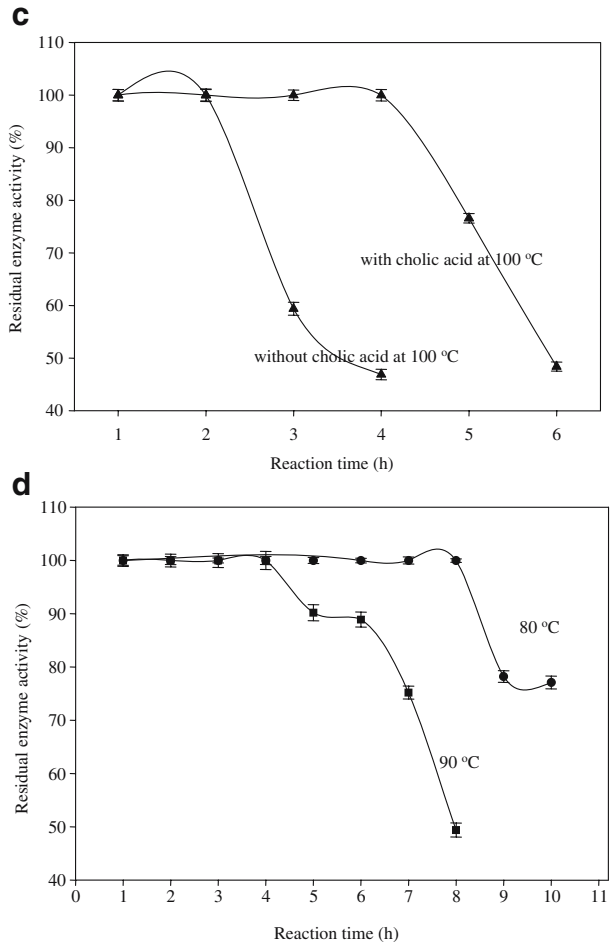 c
110
100
90
80
70
60
50
40
Residual enzyme activity (%)
with cholic acid at 100 °C
without cholic acid at 100 °C
1 2 3 4 5 6
Reaction time (h)
d
110
100
90
80
70
60
50
40
Residual enzyme activity (%)
80 °C
90 °C
0 1 2 3 4 5 6 7 8 9 10 11
Reaction time (h)